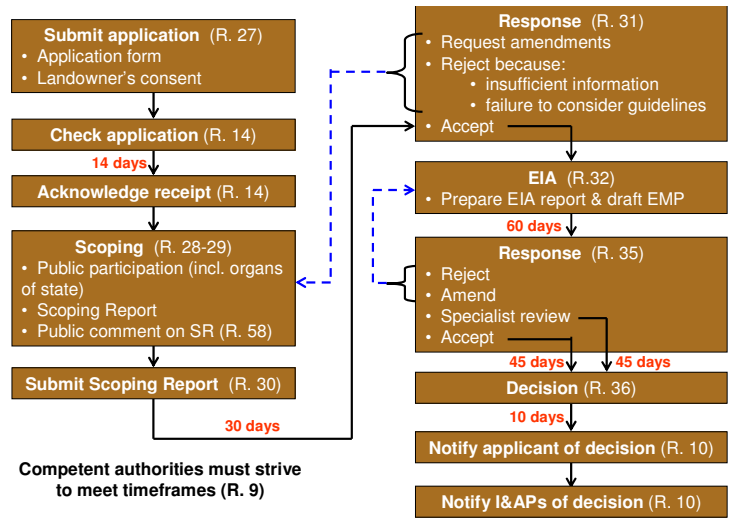 Submit application (R. 27)
• Application form
• Landowner's consent
Check application (R. 14)
14 days
Acknowledge receipt (R. 14)
Scoping (R. 28-29)
• Public participation (incl. organs
of state)
• Scoping Report
• Public comment on SR (R. 58)
Submit Scoping Report (R. 30)
30 days
Competent authorities must strive
to meet timeframes (R. 9)
Response (R. 31)
• Request amendments
• Reject because:
• insufficient information
• failure to consider guidelines
• Accept
EIA (R.32)
• Prepare EIA report & draft EMP
60 days
Response (R. 35)
• Reject
• Amend
• Specialist review
• Accept
45 days 45 days
Decision (R. 36)
10 days
Notify applicant of decision (R. 10)
Notify I&APs of decision (R. 10)